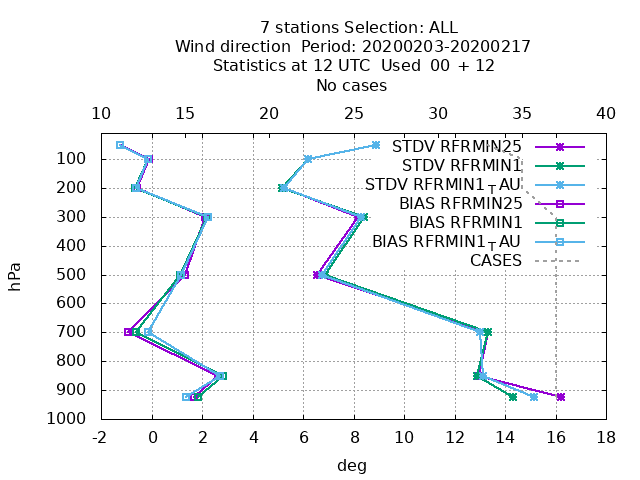 7 stations Selection: ALL
Wind direction  Period: 20200203-20200217
Statistics at 12 UTC  Used  00 + 12
No cases
10 15 20 25 30 35 40
STDV RFRMIN25
STDV RFRMIN1
STDV RFRMIN1_TAU
BIAS RFRMIN25
BIAS RFRMIN1
BIAS RFRMIN1_TAU
CASES
100
200
300
400
500
600
700
800
900
1000
hPa
-2 0 2 4 6 8 10 12 14 16 18
deg